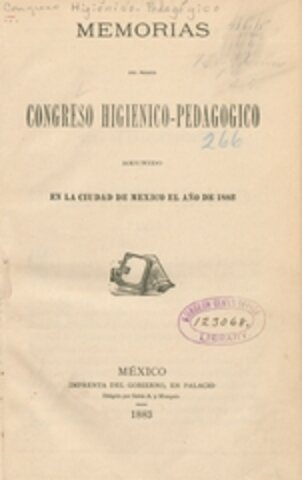 Congreso Higiénico-Pedagógico
MEMORIAS
DEL PRIMER
CONGRESO HIGIENICO-PEDAGOGICO
266
REUNIDO
EN LA CIUDAD DE MEXICO EL AÑO DE 1882
123068
LIBRARY
MÉXICO
IMPRENTA DEL GOBIERNO, EN PALACIO
1883